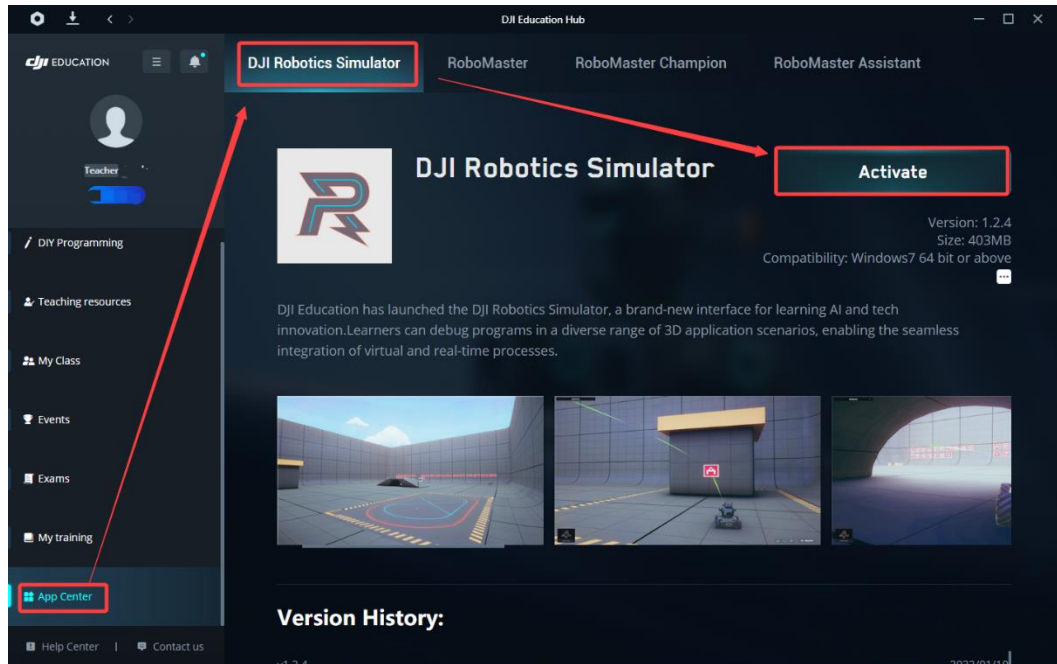 DJI Education Hub
dji EDUCATION
DJI Robotics Simulator
RoboMaster
RoboMaster Champion
RoboMaster Assistant
Teacher
DIY Programming
Teaching resources
My Class
Events
Exams
My training
App Center
Help Center | Contact us
DJI Robotics Simulator
Activate
Version: 1.2.4
Size: 403MB
Compatibility: Windows7 64 bit or above
DJI Education has launched the DJI Robotics Simulator, a brand-new interface for learning AI and tech
innovation.Learners can debug programs in a diverse range of 3D application scenarios, enabling the seamless
integration of virtual and real-time processes.
Version History: